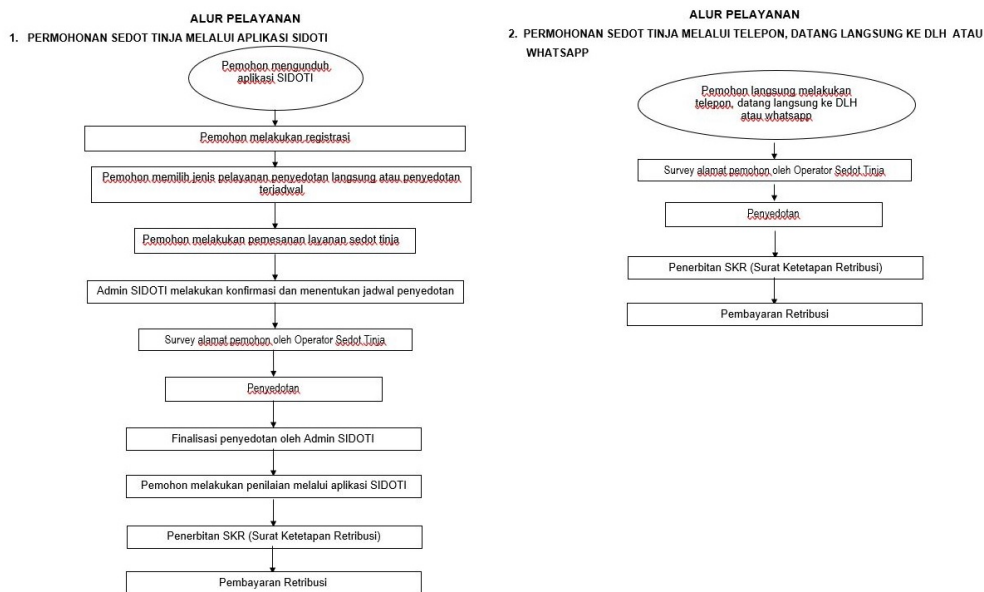 ALUR PELAYANAN
1. PERMOHONAN SEDOT TINJA MELALUI APLIKASI SIDOTI
Pemohon mengunduh
aplikasi SIDOTI
Pemohon melakukan registrasi
Pemohon memilih jenis pelayanan penyedotan langsung atau penyedotan
terjadwal
Pemohon melakukan pemesanan layanan sedot tinja
Admin SIDOTI melakukan konfirmasi dan menentukan jadwal penyedotan
Survey alamat pemohon oleh Operator Sedot Tinja
Penyedotan
Finalisasi penyedotan oleh Admin SIDOTI
Pemohon melakukan penilaian melalui aplikasi SIDOTI
Penerbitan SKR (Surat Ketetapan Retribusi)
Pembayaran Retribusi
ALUR PELAYANAN
2. PERMOHONAN SEDOT TINJA MELALUI TELEPON, DATANG LANGSUNG KE DLH ATAU
WHATSAPP
Pemohon langsung melakukan
telepon, datang langsung ke DLH
atau whatsapp
Survey alamat pemohon oleh Operator Sedot Tinja
Penyedotan
Penerbitan SKR (Surat Ketetapan Retribusi)
Pembayaran Retribusi